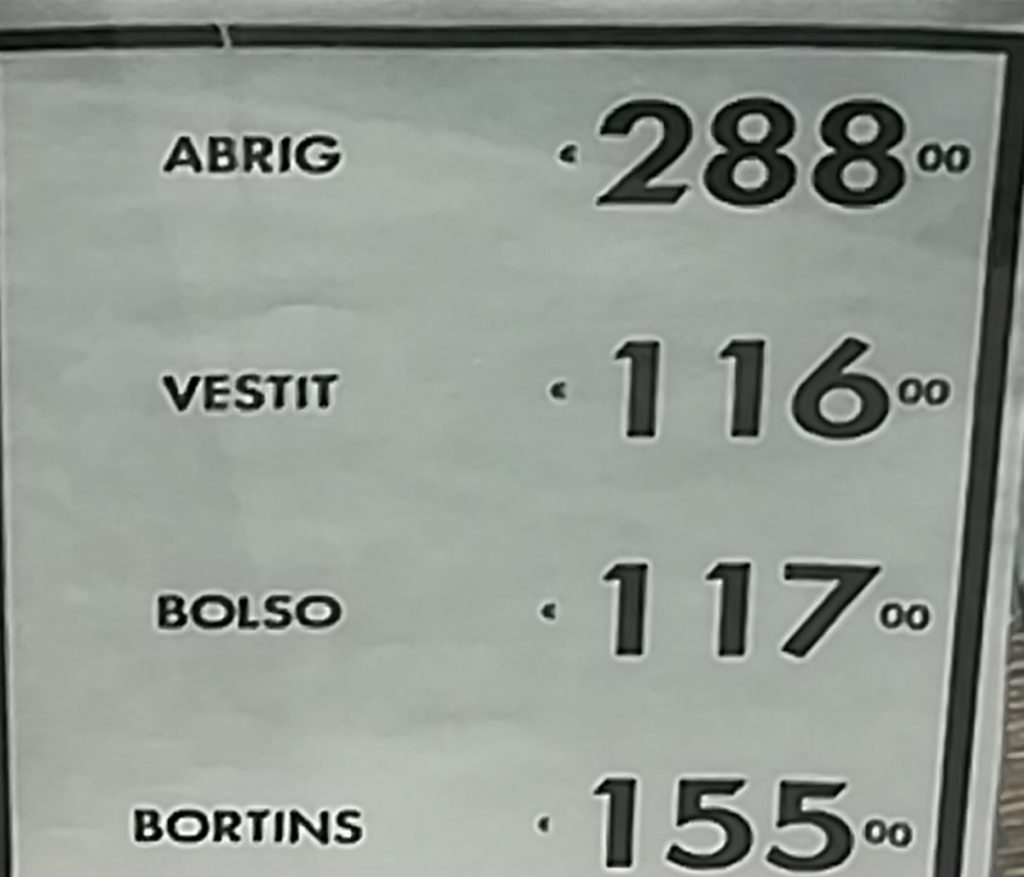 ABRIG € 288 00
VESTIT € 116 00
BOLSO € 117 00
BORTINS € 155 00